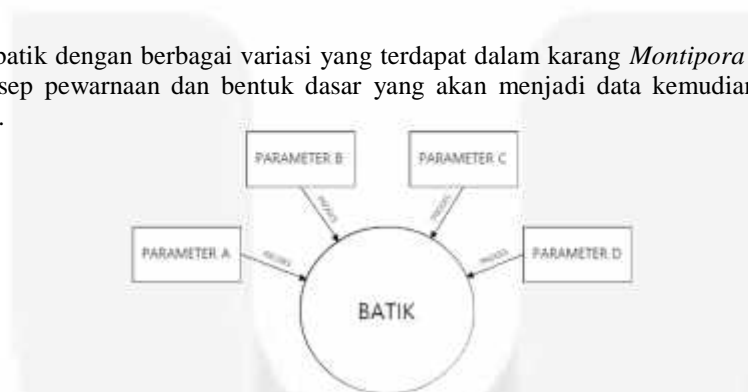 batik dengan berbagai variasi yang terdapat dalam karang Montipora
sep pewarnaan dan bentuk dasar yang akan menjadi data kemudian
.
PARAMETER B
PARAMETER C
PARAMETER A
PARAMETER D
BATIK